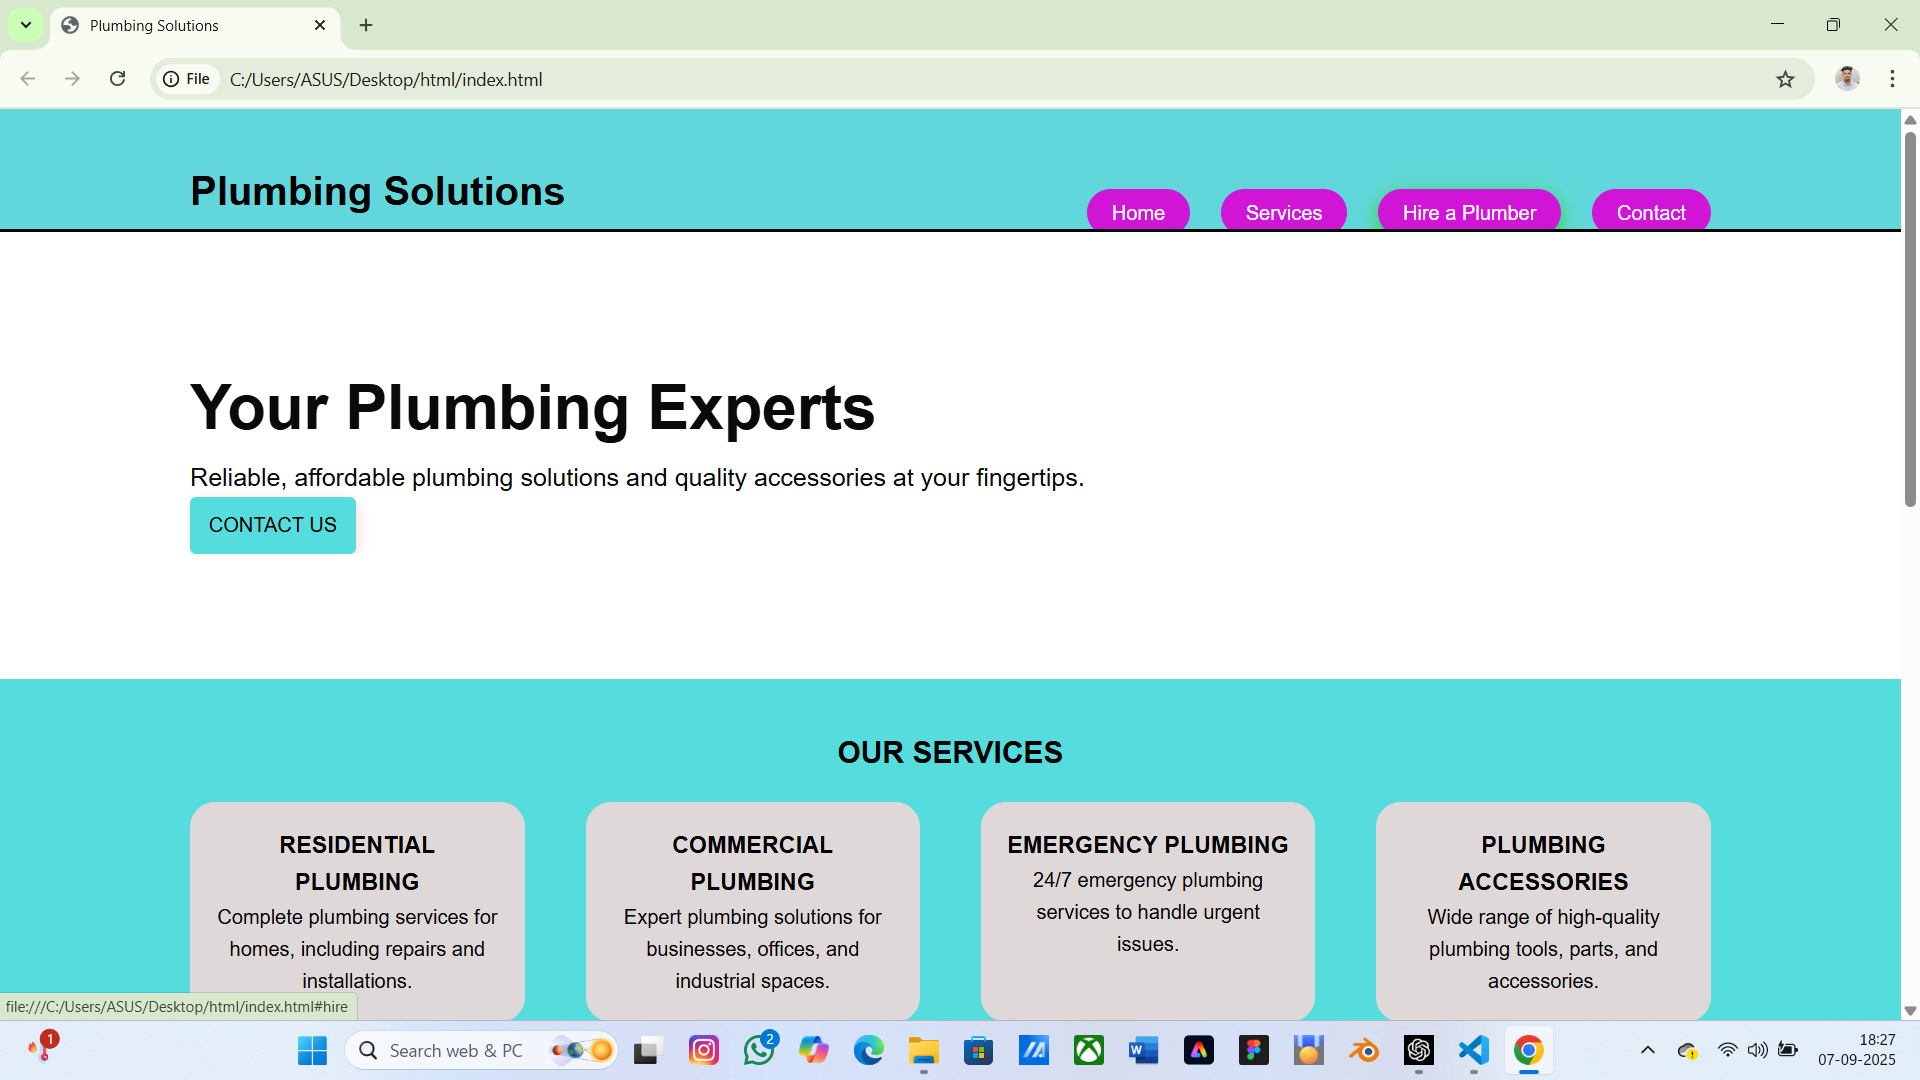 Plumbing Solutions
File
C:/Users/ASUS/Desktop/html/index.html
Plumbing Solutions
Home
Services
Hire a Plumber
Contact
Your Plumbing Experts
Reliable, affordable plumbing solutions and quality accessories at your fingertips.
CONTACT US
OUR SERVICES
RESIDENTIAL
PLUMBING
Complete plumbing services for
homes, including repairs and
installations.
COMMERCIAL
PLUMBING
Expert plumbing solutions for
businesses, offices, and
industrial spaces.
EMERGENCY PLUMBING
24/7 emergency plumbing
services to handle urgent
issues.
PLUMBING
ACCESSORIES
Wide range of high-quality
plumbing tools, parts, and
accessories.
file:///C:/Users/ASUS/Desktop/html/index.html#hire
1
Search web & PC
2
18:27
07-09-2025